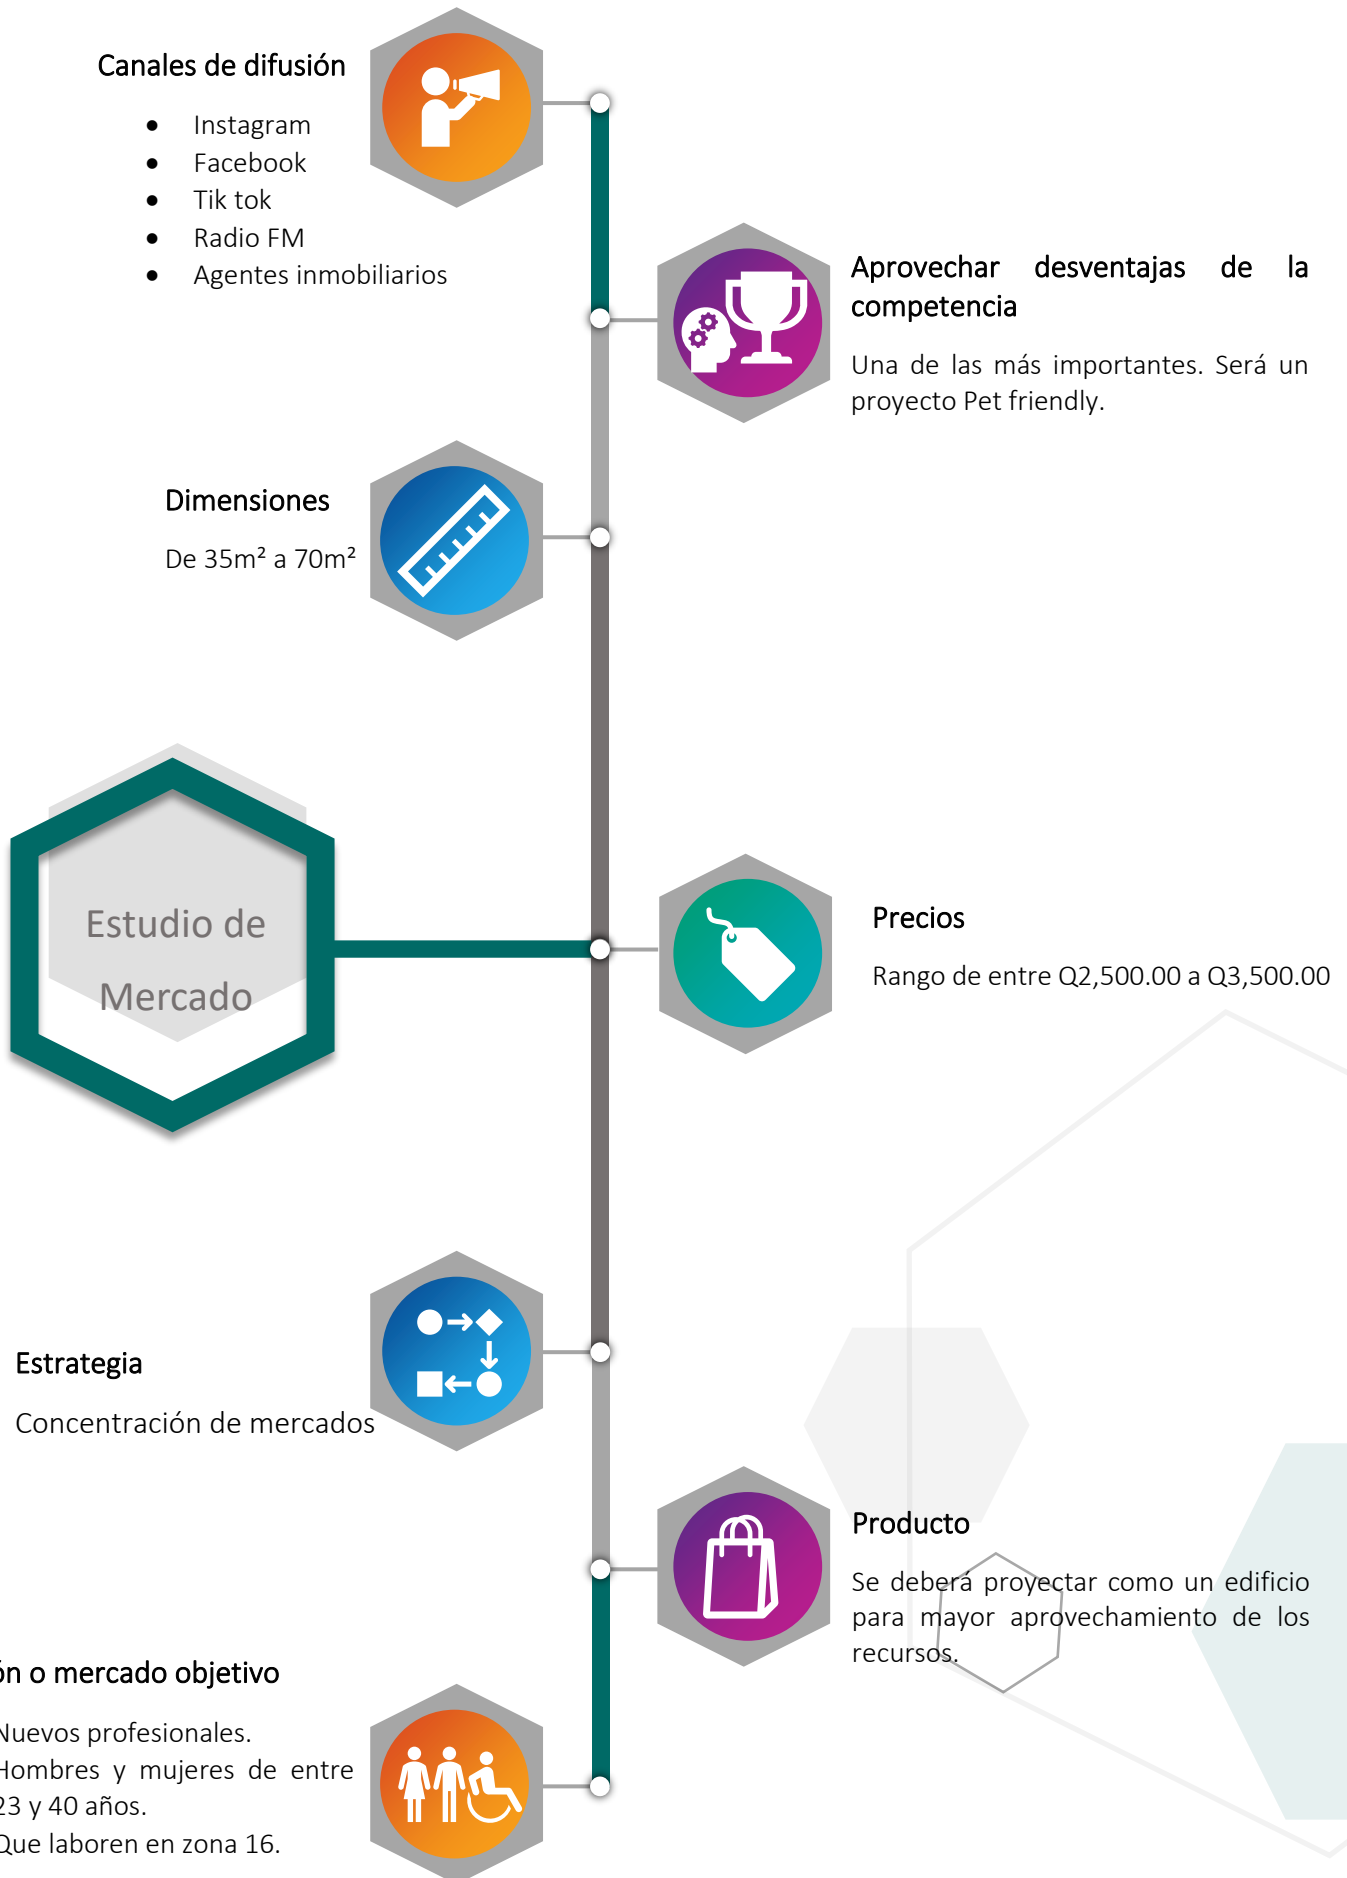 Canales de difusión
• Instagram
• Facebook
• Tik tok
• Radio FM
• Agentes inmobiliarios
Aprovechar desventajas de la
competencia
Una de las más importantes. Será un
proyecto Pet friendly.
Dimensiones
De 35m² a 70m²
Estudio de
Mercado
Precios
Rango de entre Q2,500.00 a Q3,500.00
Estrategia
Concentración de mercados
Producto
Se deberá proyectar como un edificio
para mayor aprovechamiento de los
recursos.
o mercado objetivo
Nuevos profesionales.
Hombres y mujeres de entre
23 y 40 años.
Que laboren en zona 16.